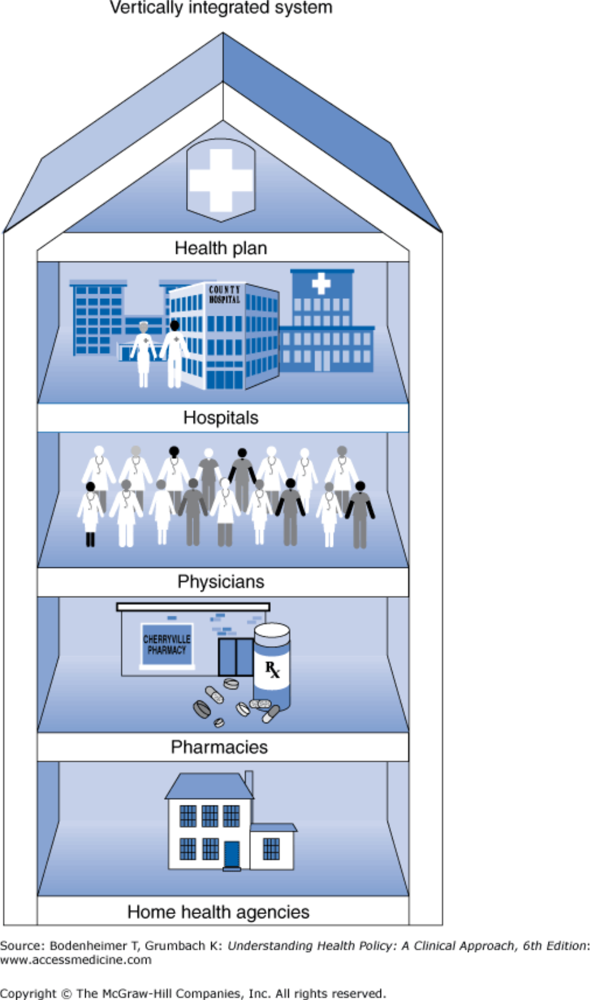 Vertically integrated system
Health plan
COUNTY
HOSPITAL
Hospitals
Physicians
CHERRYVILLE
PHARMACY
Rx
Pharmacies
Home health agencies
Source: Bodenheimer T, Grumbach K: Understanding Health Policy: A Clinical Approach, 6th Edition:
www.accessmedicine.com
Copyright © The McGraw-Hill Companies, Inc. All rights reserved.